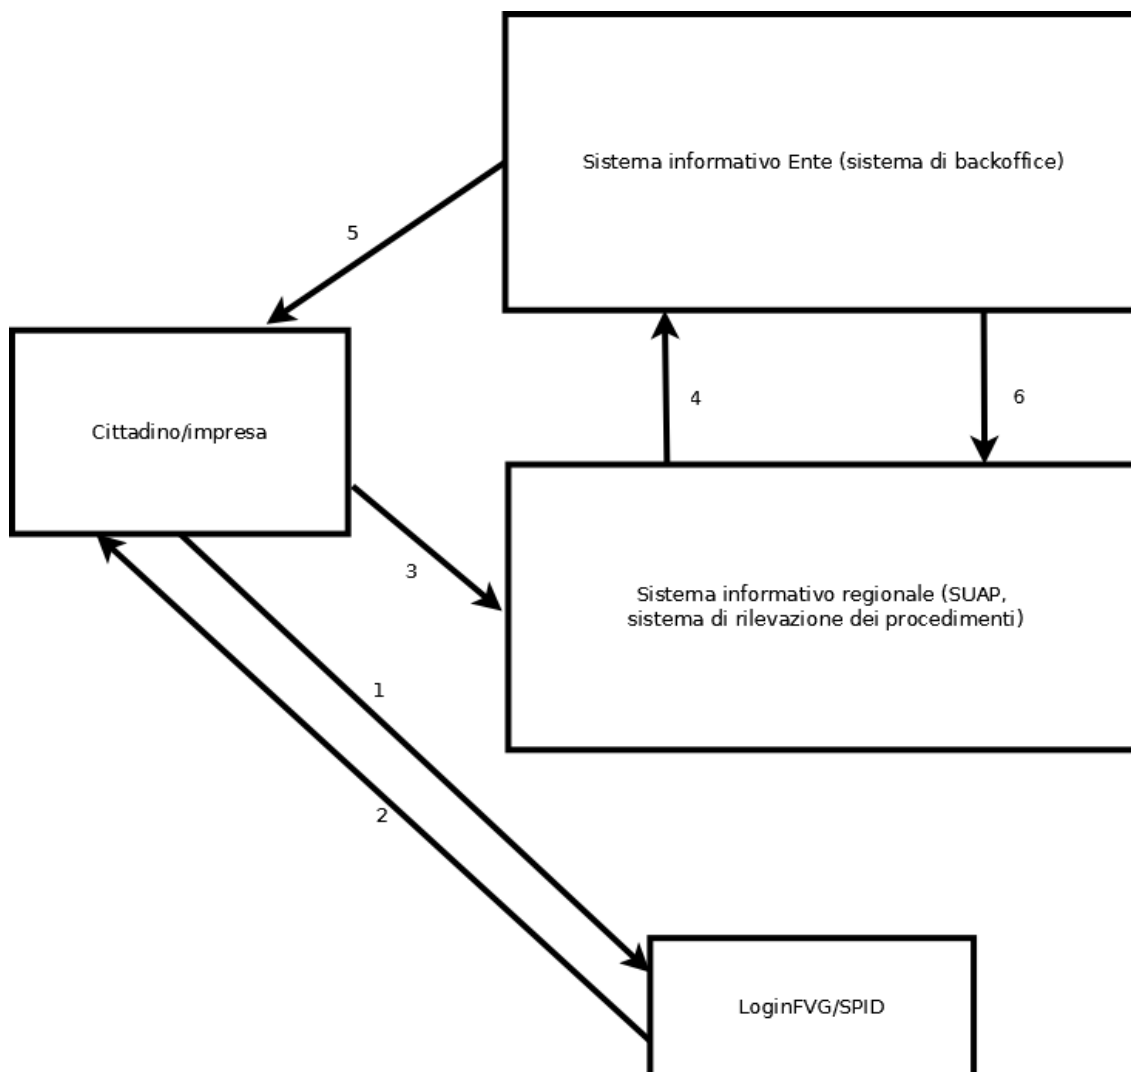 Sistema informativo Ente (sistema di backoffice)
5
4
6
Cittadino/impresa
3
Sistema informativo regionale (SUAP,
sistema di rilevazione dei procedimenti)
1
2
LoginFVG/SPID